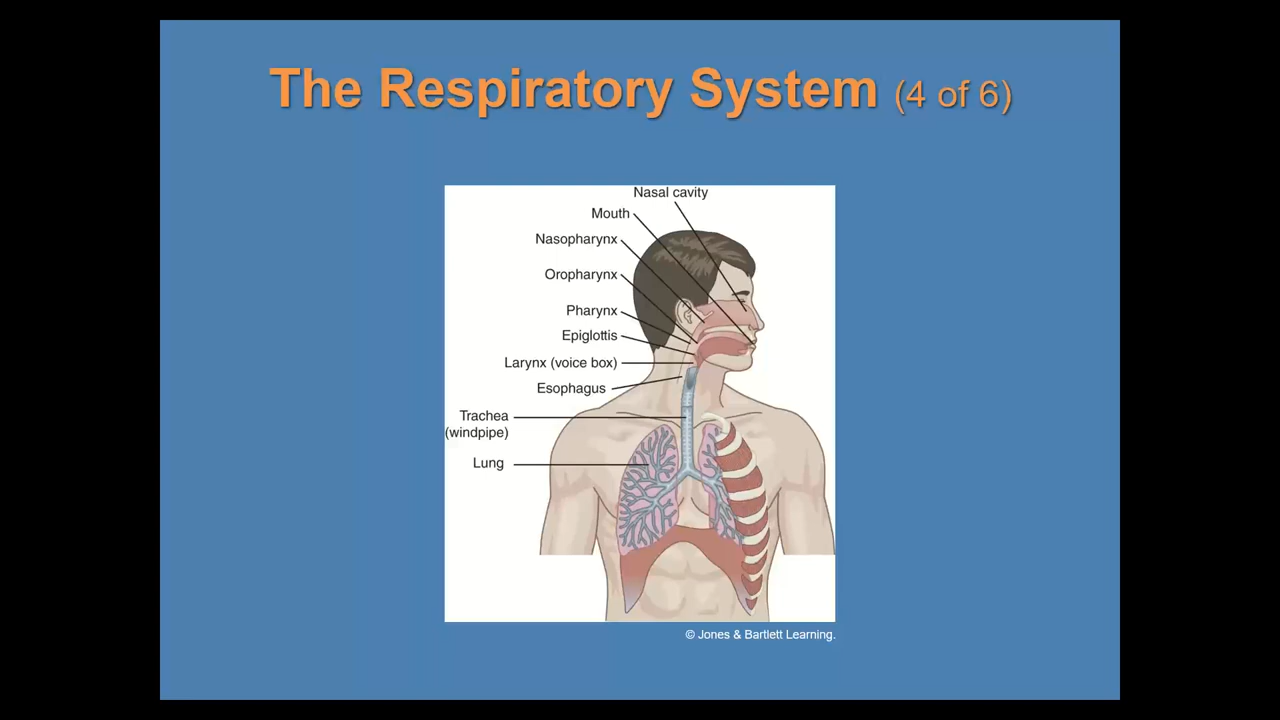 The Respiratory System (4 of 6)
Nasal cavity
Mouth
Nasopharynx
Oropharynx
Pharynx
Epiglottis
Larynx (voice box)
Esophagus
Trachea
(windpipe)
Lung
© Jones & Bartlett Learning.